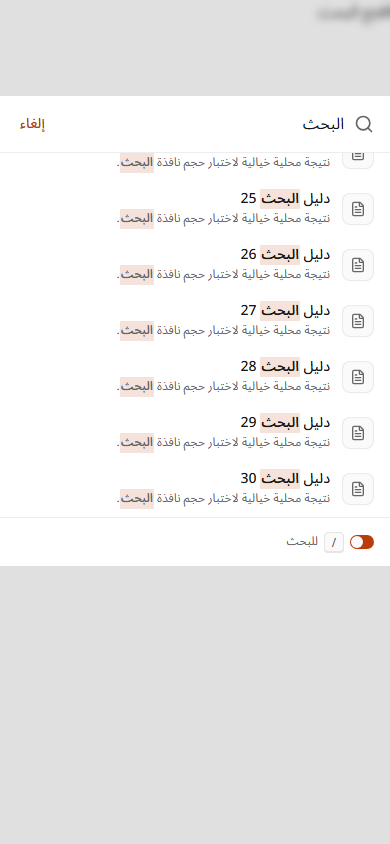 البحث
إلغاء
نتيجة محلية خيالية لاختبار حجم نافذة البحث.
دليل البحث 25
نتيجة محلية خيالية لاختبار حجم نافذة البحث.
دليل البحث 26
نتيجة محلية خيالية لاختبار حجم نافذة البحث.
دليل البحث 27
نتيجة محلية خيالية لاختبار حجم نافذة البحث.
دليل البحث 28
نتيجة محلية خيالية لاختبار حجم نافذة البحث.
دليل البحث 29
نتيجة محلية خيالية لاختبار حجم نافذة البحث.
دليل البحث 30
نتيجة محلية خيالية لاختبار حجم نافذة البحث.
/ للبحث